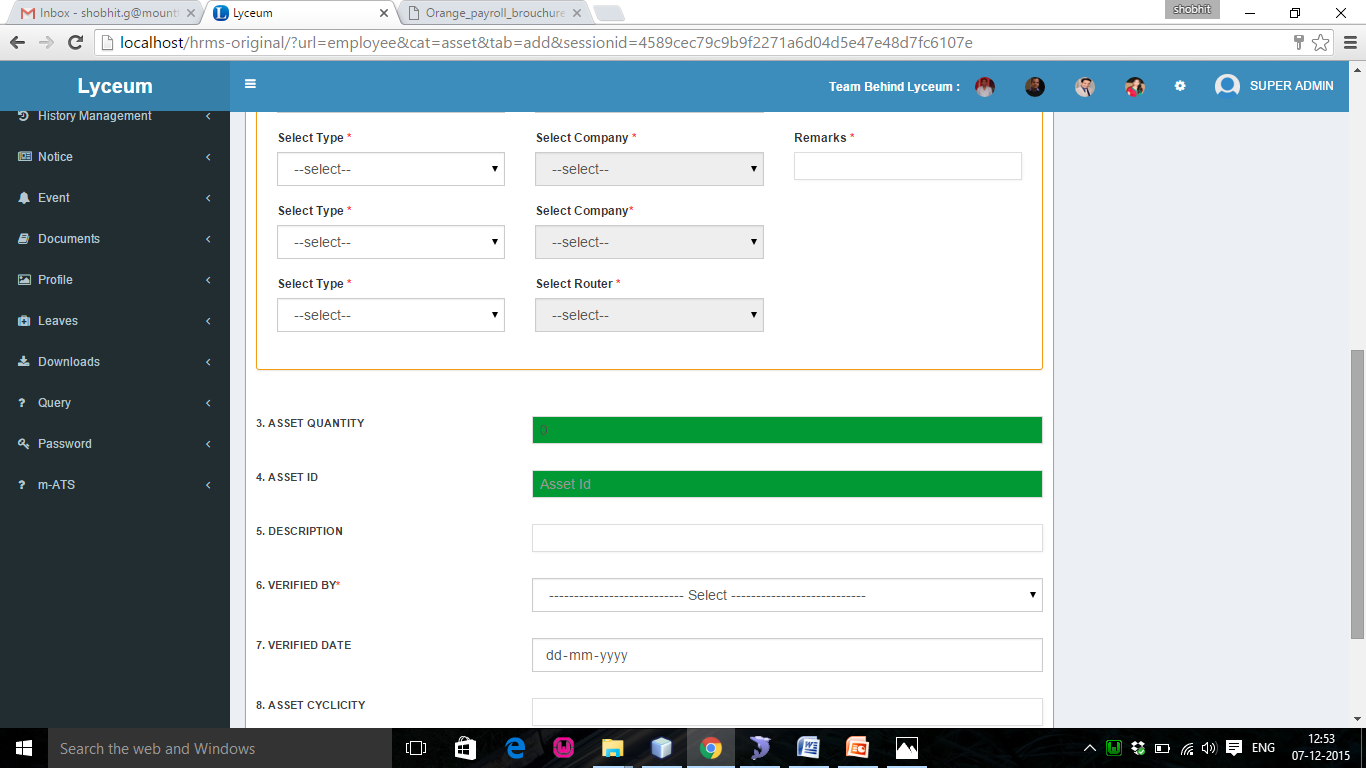 Inbox - shobhit.g@mount
Lyceum
Orange_payroll_brouchure
shobhit
localhost/hrms-original/?url=employee&cat=asset&tab=add&sessionid=4589cec79c9b9f2271a6d04d5e47e48d7fc6107e
Lyceum
Team Behind Lyceum :
SUPER ADMIN
History Management
Notice
Event
Documents
Profile
Leaves
Downloads
Query
Password
m-ATS
Select Type * Select Company * Remarks *
--select-- --select--
Select Type * Select Company*
--select-- --select--
Select Type * Select Router *
--select-- --select--
3. ASSET QUANTITY 0
4. ASSET ID Asset Id
5. DESCRIPTION
6. VERIFIED BY* --------------------------- Select ---------------------------
7. VERIFIED DATE dd-mm-yyyy
8. ASSET CYCLICITY
Search the web and Windows
ENG
12:53
07-12-2015